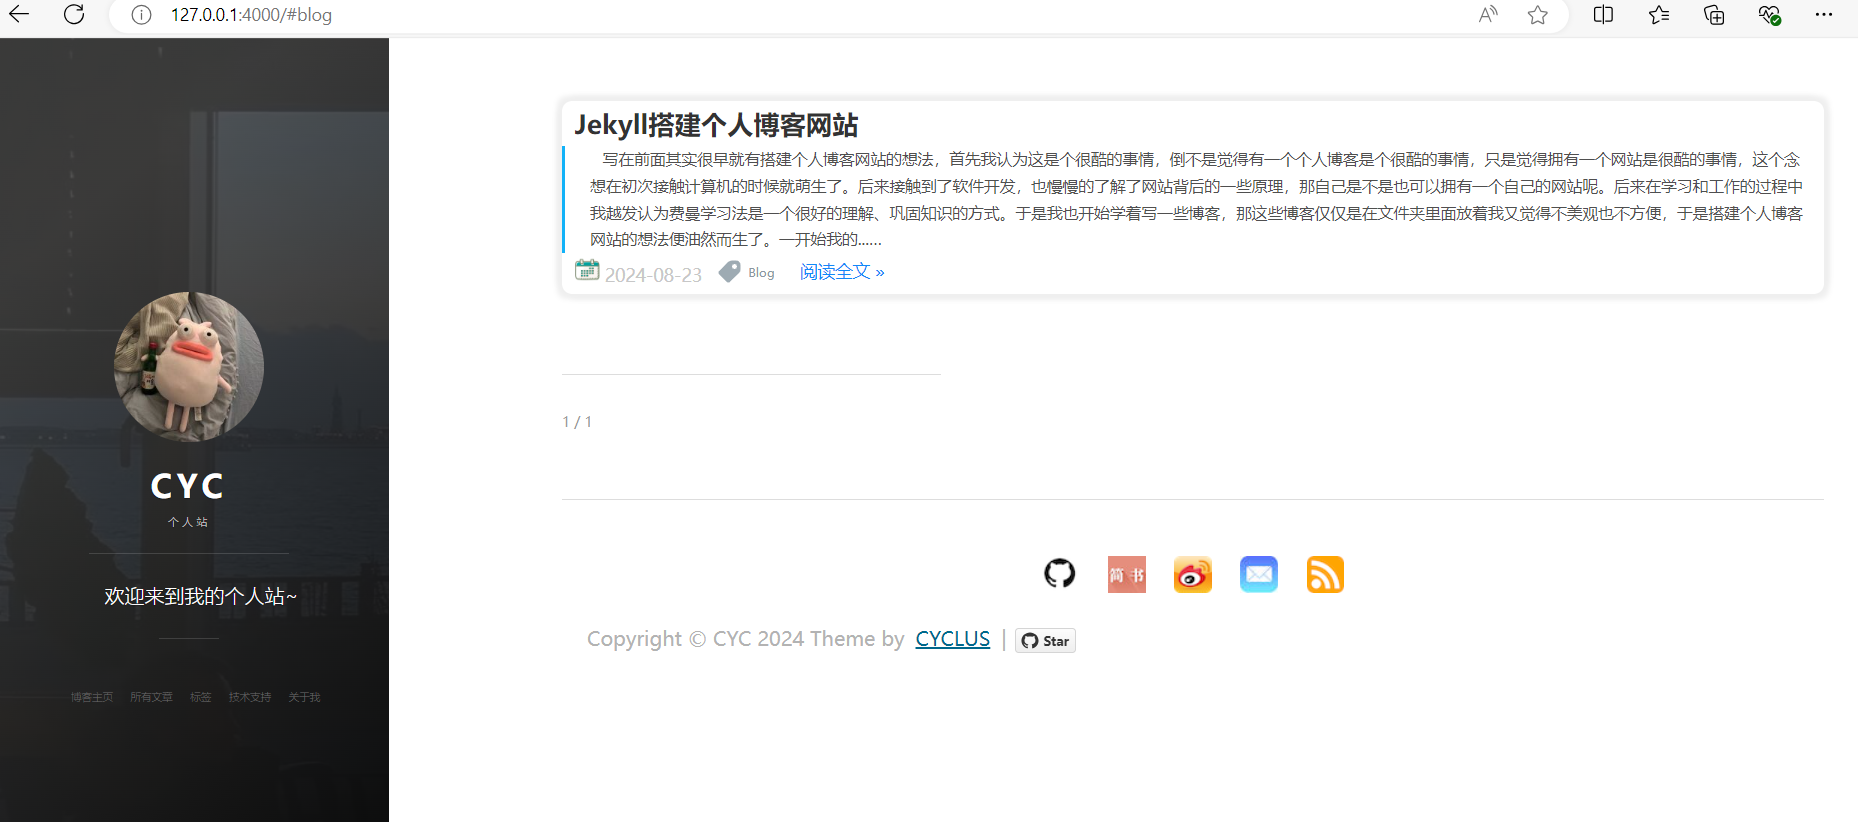 127.0.0.1:4000/#blog
Jekyll搭建个人博客网站
写在前面其实很早就有搭建个人博客网站的想法，首先我认为这是个很酷的事情，倒不是觉得有一个个人博客是个很酷的事情，只是觉得拥有一个网站是很酷的事情，这个念
想在初次接触计算机的时候就萌生了。后来接触到了软件开发，也慢慢的了解了网站背后的一些原理，那自己是不是也可以拥有一个自己的网站呢。后来在学习和工作的过程中
我越发认为费曼学习法是一个很好的理解、巩固知识的方式。于是我也开始学着写一些博客，那这些博客仅仅是在文件夹里面放着我又觉得不美观也不方便，于是搭建个人博客
网站的想法便油然而生了。一开始我的......
2024-08-23 Blog 阅读全文 »
CYC
个人站
欢迎来到我的个人站~
博客主页 所有文章 标签 技术支持 关于我
1 / 1
简书
Copyright © CYC 2024 Theme by CYCLUS | Star